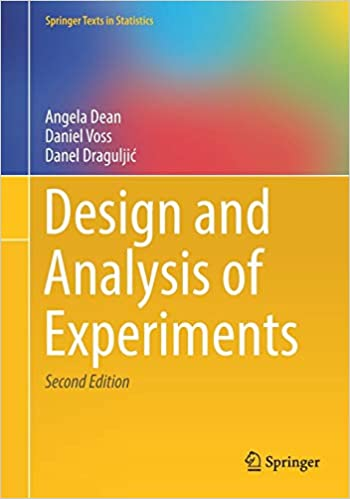 Springer Texts in Statistics
Angela Dean
Daniel Voss
Danel Draguljić
Design and
Analysis of
Experiments
Second Edition
Springer